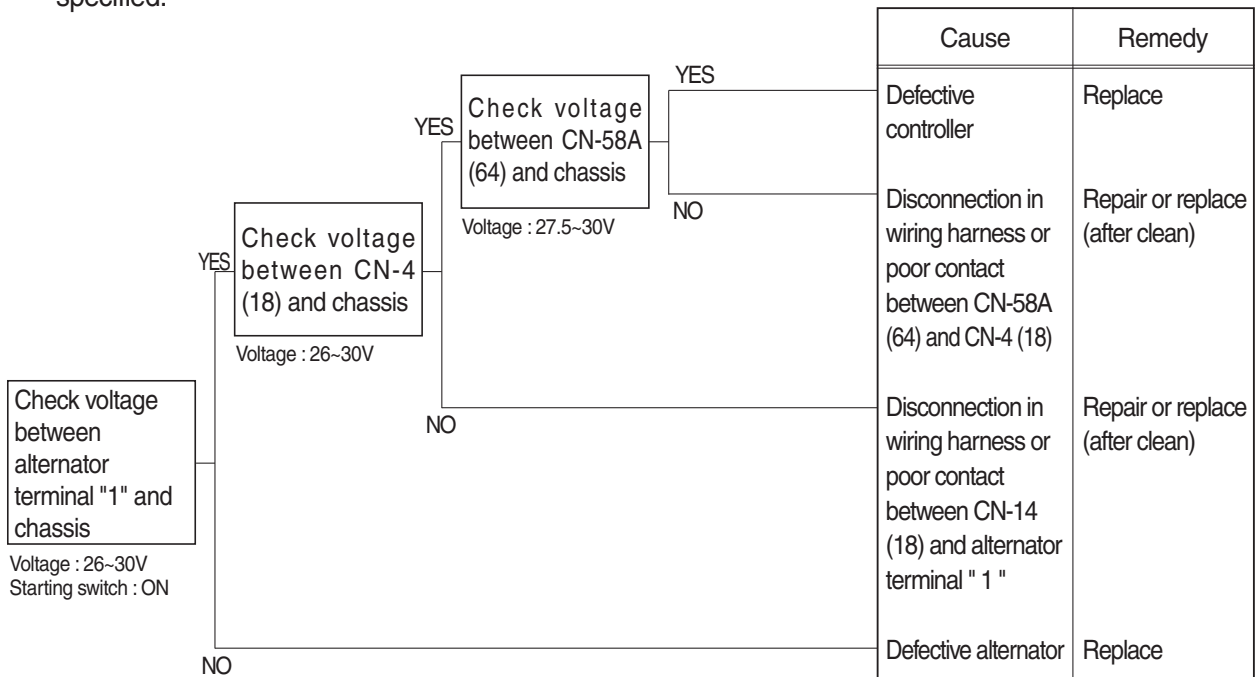 specified.
Cause
Remedy
YES
Check voltage
between CN-58A
(64) and chassis
YES
Voltage : 27.5~30V
NO
Defective
controller
Replace
Disconnection in
wiring harness or
poor contact
between CN-58A
(64) and CN-4 (18)
Repair or replace
(after clean)
YES
Check voltage
between CN-4
(18) and chassis
Voltage : 26~30V
NO
Disconnection in
wiring harness or
poor contact
between CN-14
(18) and alternator
terminal " 1 "
Repair or replace
(after clean)
Check voltage
between
alternator
terminal "1" and
chassis
Voltage : 26~30V
Starting switch : ON
NO
Defective alternator
Replace